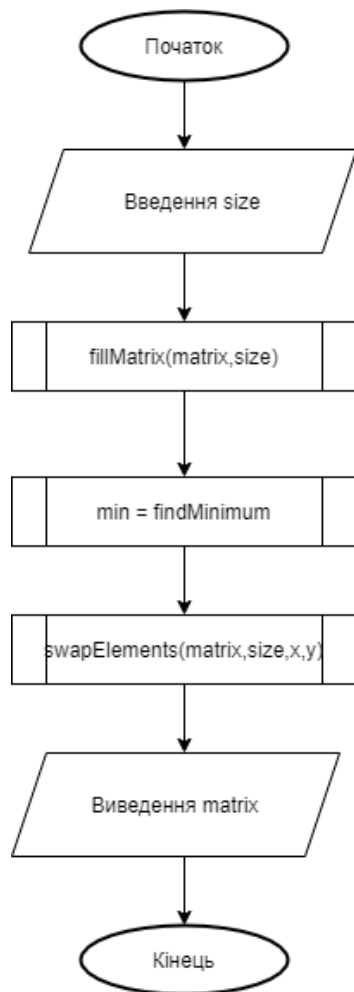 Початок
Введення size
fillMatrix(matrix,size)
min = findMinimum
swapElements(matrix,size,x,y)
Виведення matrix
Кінець